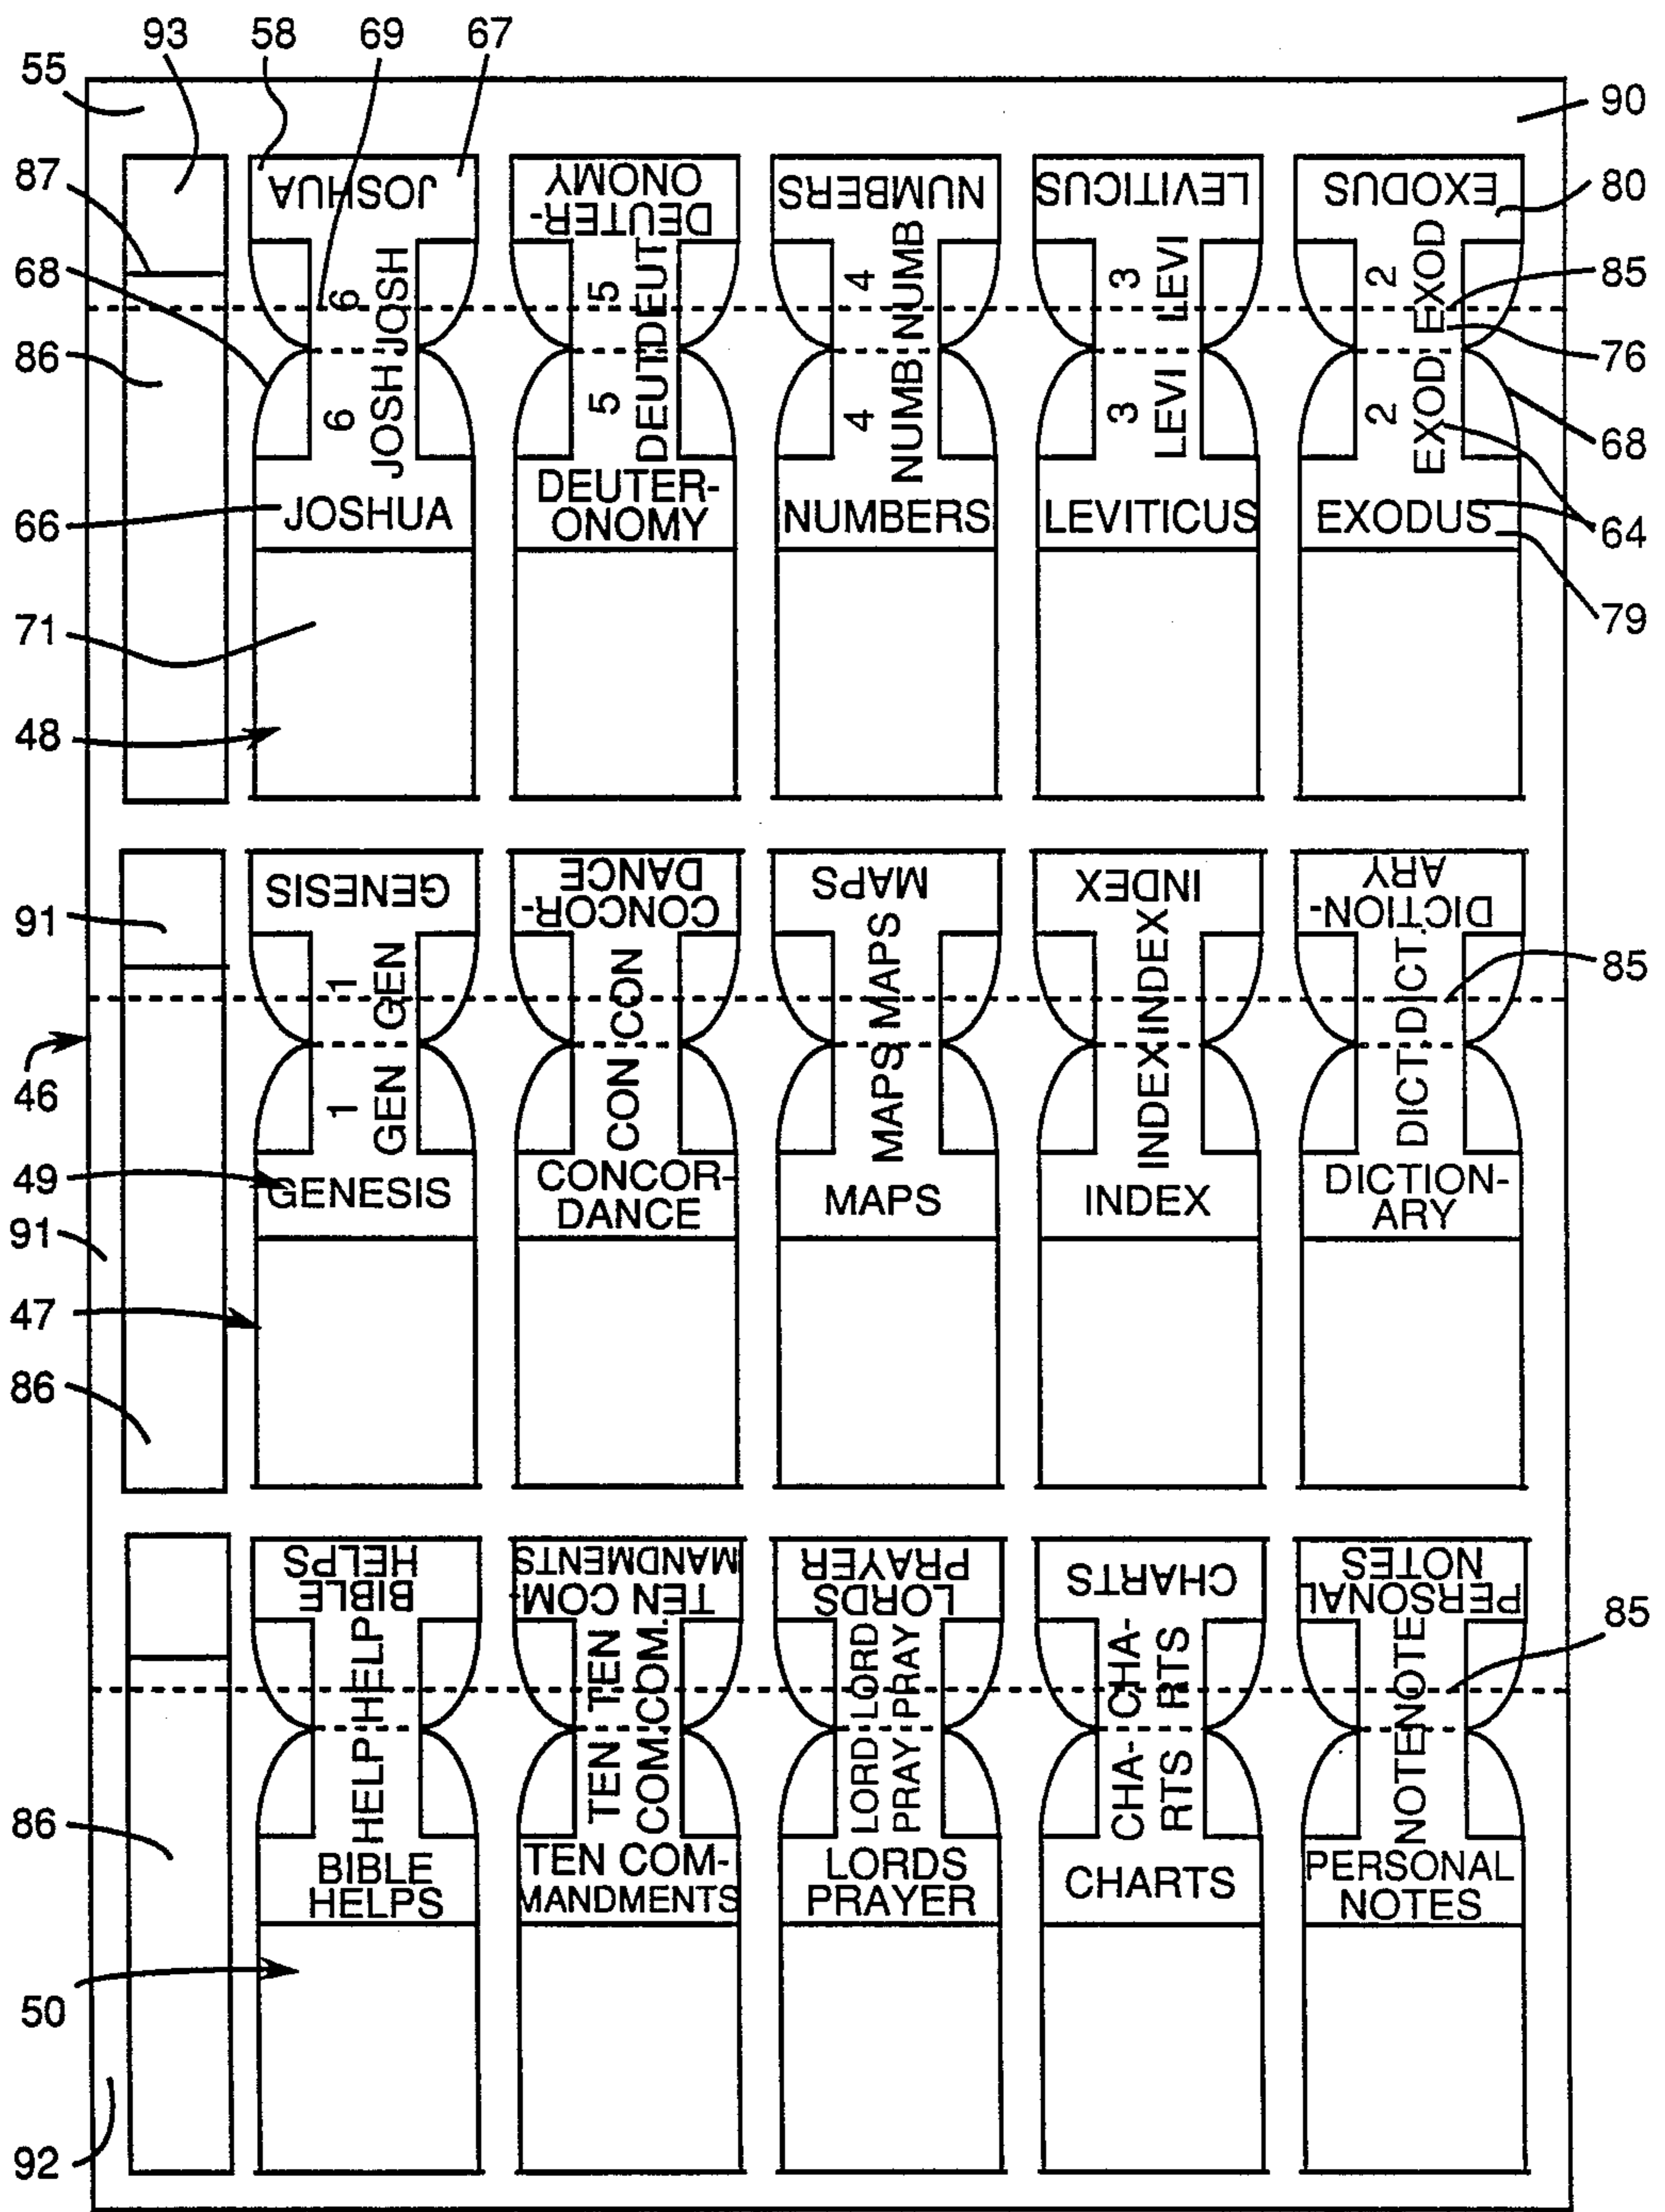 93 58 69 67
55
90
87
80
68
85
86
76
68
66
64
71
79
48
JOSHUA
DEUTER-
ONOMY
NUMBERS
LEVITICUS
EXODUS
6 6
JOSH JOSH
5 5
DEUT. DEUT
4 4
NUMB. NUMB
3 3
LEVI LEVI
2 2
EXOD EXOD
JOSHUA
DEUTER-
ONOMY
NUMBERS
LEVITICUS
EXODUS
91
85
46
49
91
47
86
GENESIS
CONCOR-
DANCE
MAPS
INDEX
DICTION-
ARY
1 1
GEN GEN
CON CON
MAPS MAPS
INDEX INDEX
DICT. DICT.
GENESIS
CONCOR-
DANCE
MAPS
INDEX
DICTION-
ARY
85
86
50
92
BIBLE
HELPS
TEN COM-
MANDMENTS
LORDS
PRAYER
CHARTS
PERSONAL
NOTES
HELP HELP
TEN TEN
COM. COM.
LORD LORD
PRAY PRAY
CHA- CHA-
RTS RTS
NOTE NOTE
BIBLE
HELPS
TEN COM-
MANDMENTS
LORDS
PRAYER
CHARTS
PERSONAL
NOTES